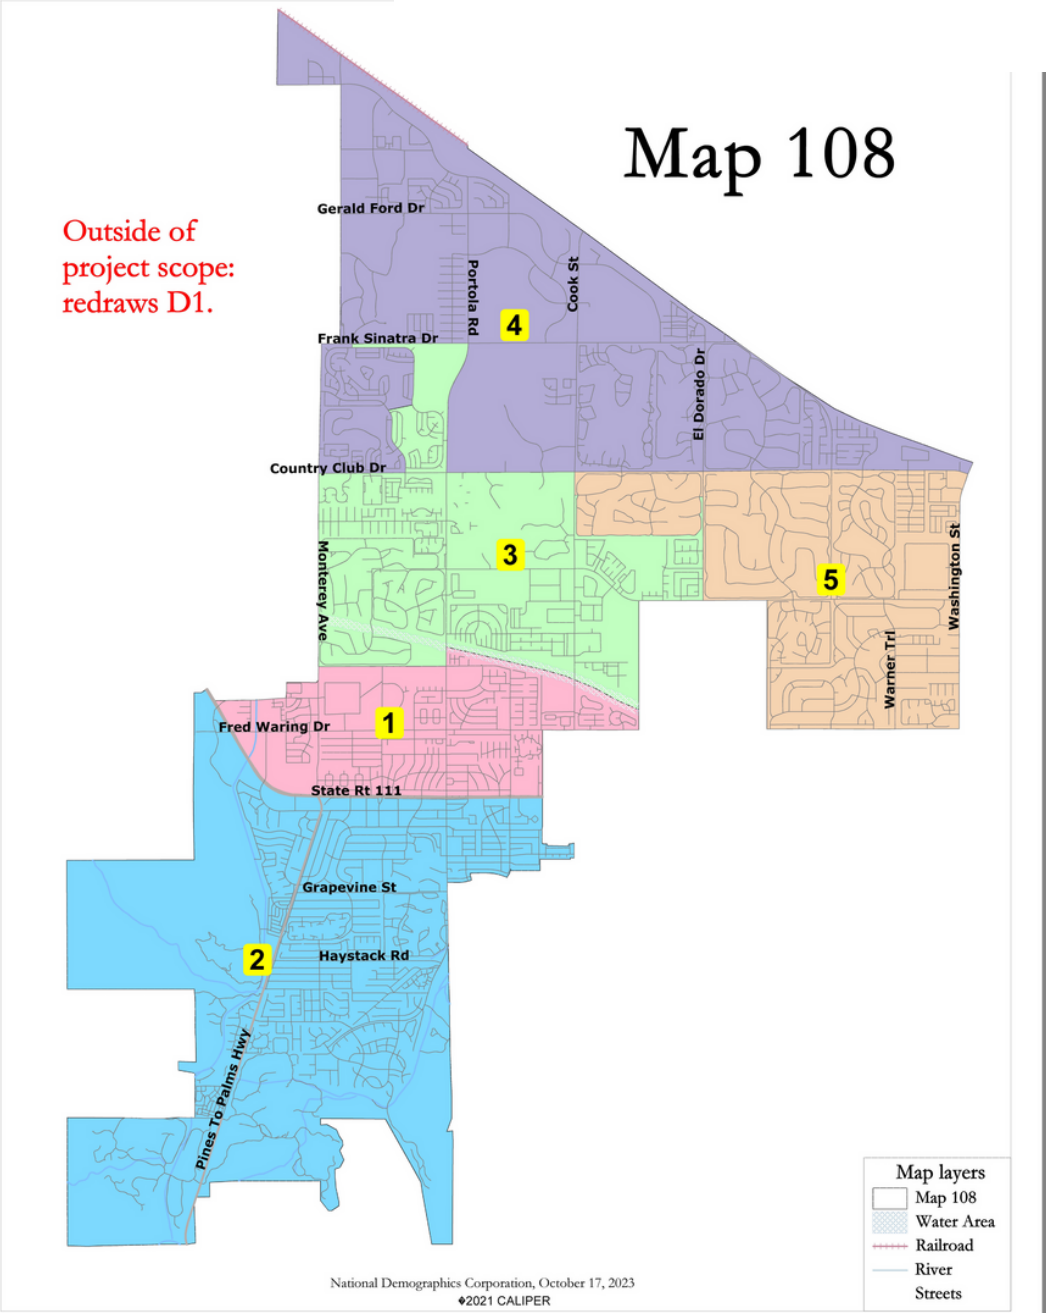 Map 108
Outside of
project scope:
redraws D1.
Gerald Ford Dr
Portola Rd
Cook St
4
Frank Sinatra Dr
El Dorado Dr
Country Club Dr
Monterey Ave
3
5
Washington St
Warner Trl
1
Fred Waring Dr
State Rt 111
Grapevine St
2
Haystack Rd
Pines To Palms Hwy
Map layers
Map 108
Water Area
Railroad
River
Streets
National Demographics Corporation, October 17, 2023
�2021 CALIPER